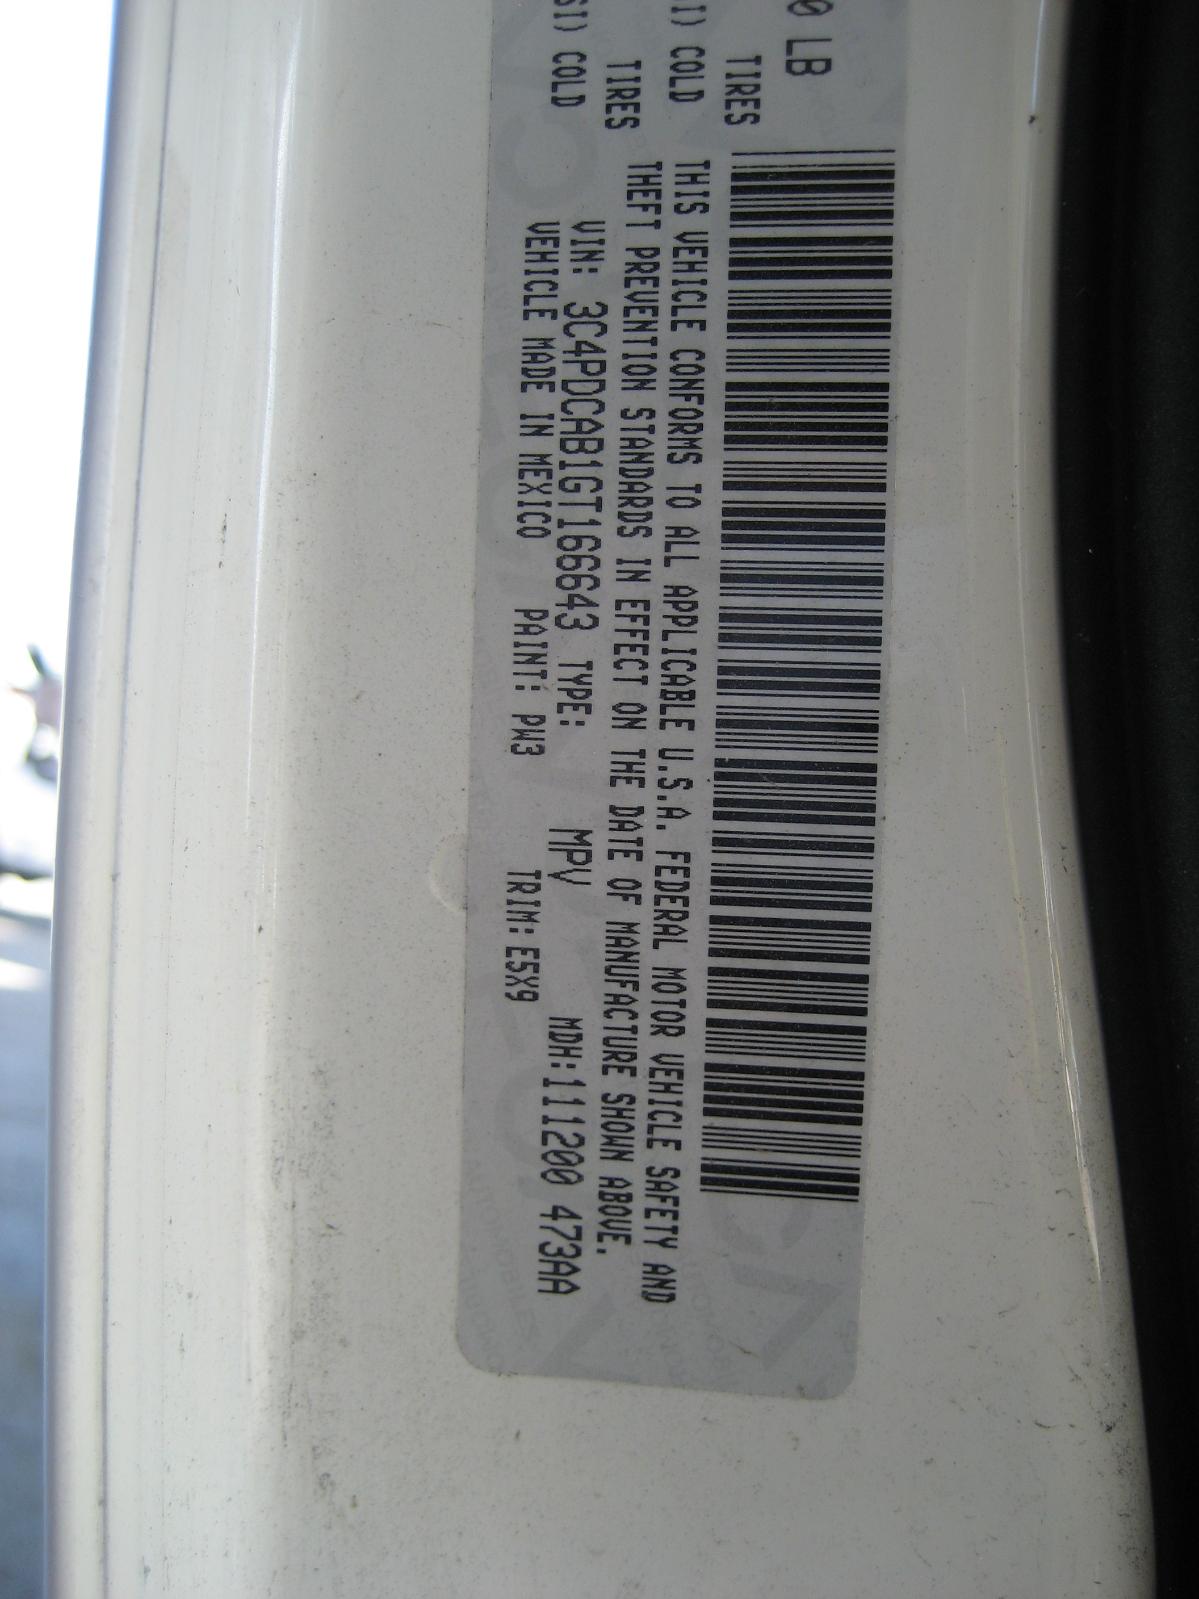 0 LB
TIRES
I) COLD
TIRES
SI) COLD
THIS VEHICLE CONFORMS TO ALL APPLICABLE U.S.A. FEDERAL MOTOR VEHICLE SAFETY AND
THEFT PREVENTION STANDARDS IN EFFECT ON THE DATE OF MANUFACTURE SHOWN ABOVE.
VIN: 3C4PDCAB1GT166643 TYPE: MPV MDH:111200 473AA
VEHICLE MADE IN MEXICO PAINT: PW3 TRIM: E5X9